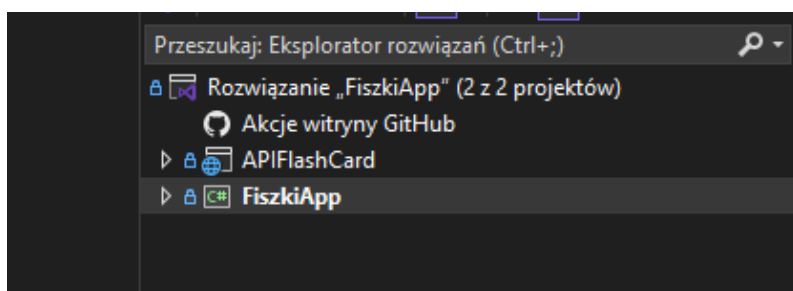 Przeszukaj: Eksplorator rozwiązań (Ctrl+;)
Rozwiązanie „FiszkiApp” (2 z 2 projektów)
Akcje witryny GitHub
APIFlashCard
C# FiszkiApp